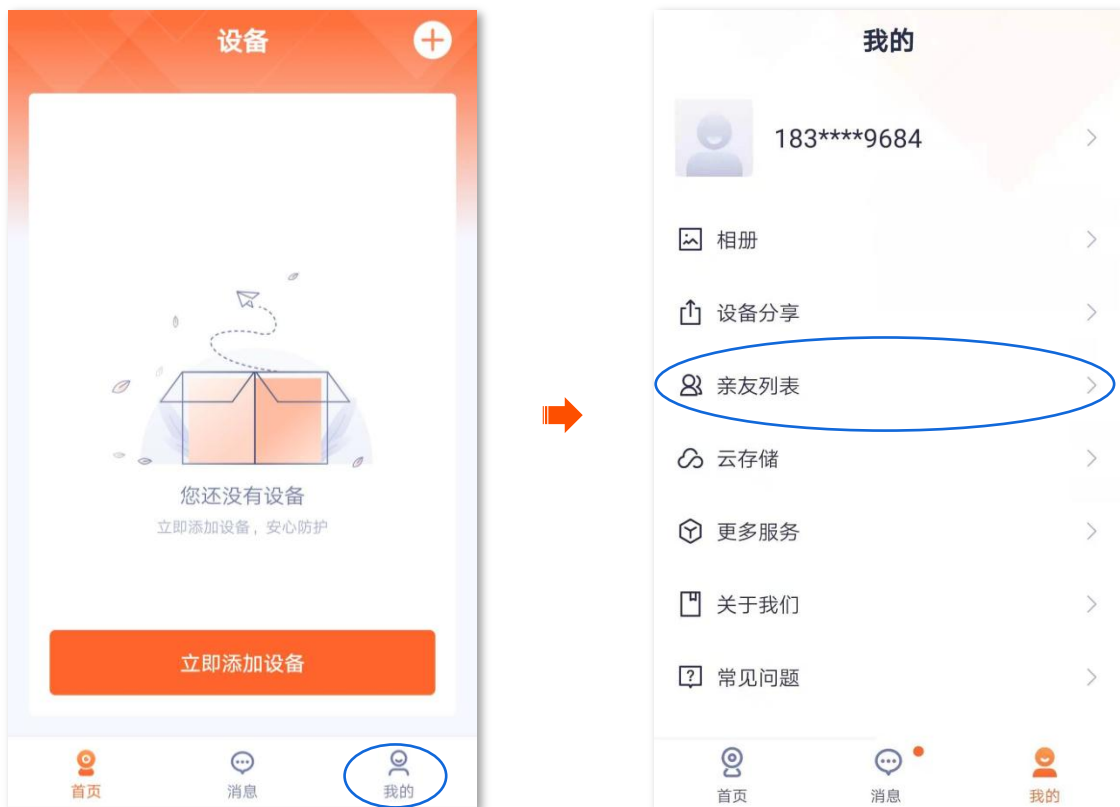 设备
您还没有设备
立即添加设备，安心防护
立即添加设备
首页
消息
我的
我的
183****9684
相册
设备分享
亲友列表
云存储
更多服务
关于我们
常见问题
首页
消息
我的